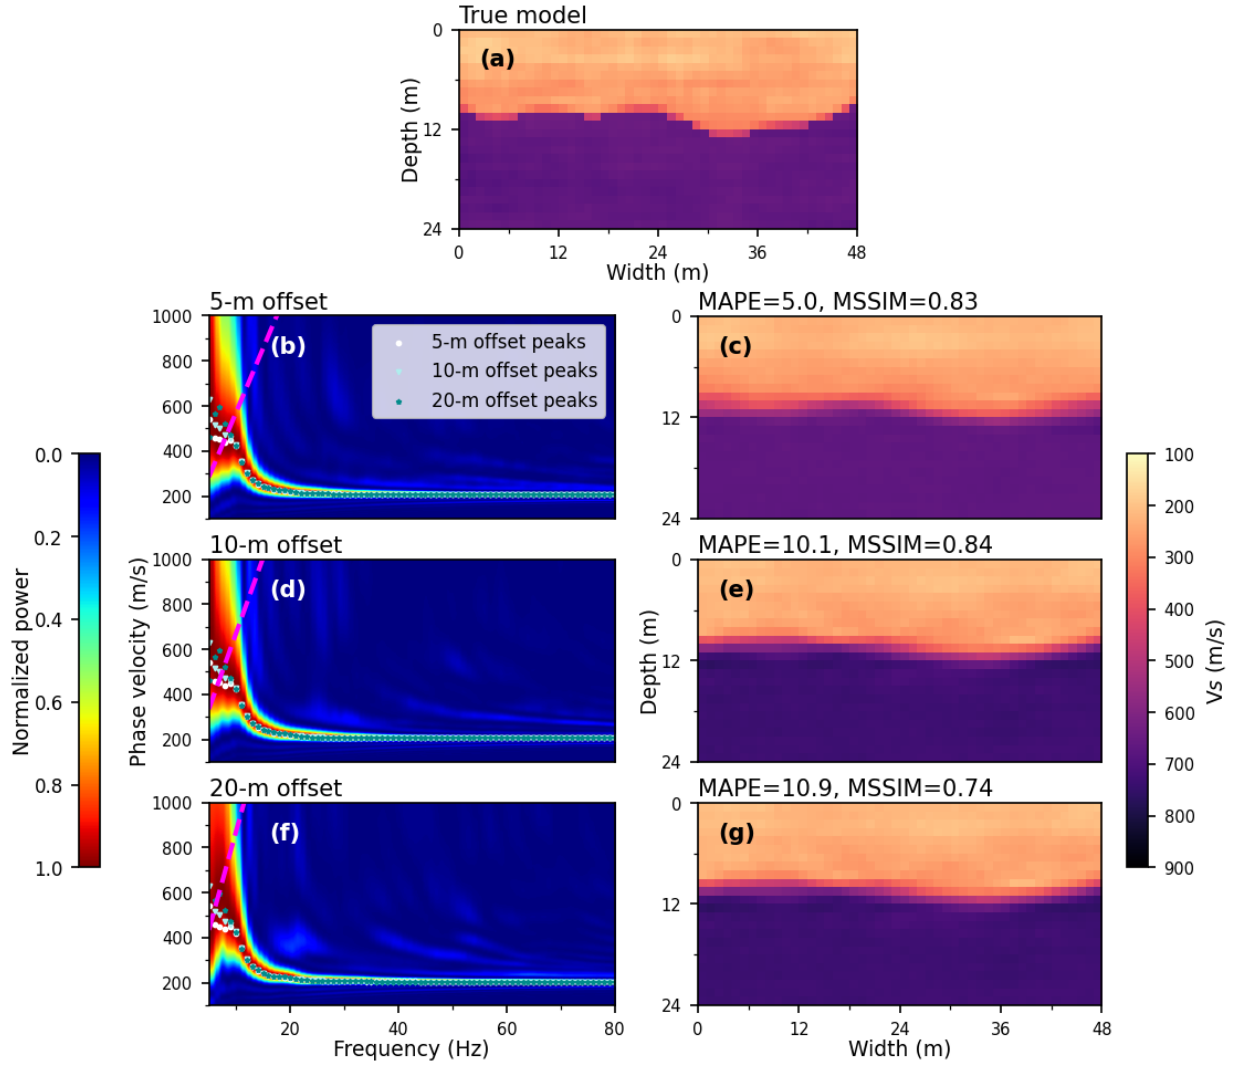 True model
(a)
0
12
24
Depth (m)
0 12 24 36 48
Width (m)
5-m offset
(b)
5-m offset peaks
10-m offset peaks
20-m offset peaks
1000
800
600
400
200
MAPE=5.0, MSSIM=0.83
(c)
0
12
24
10-m offset
(d)
1000
800
600
400
200
Phase velocity (m/s)
MAPE=10.1, MSSIM=0.84
(e)
0
12
24
Depth (m)
20-m offset
(f)
1000
800
600
400
200
20 40 60 80
Frequency (Hz)
MAPE=10.9, MSSIM=0.74
(g)
0
12
24
0 12 24 36 48
Width (m)
0.0
0.2
0.4
0.6
0.8
1.0
Normalized power
100
200
300
400
500
600
700
800
900
Vs (m/s)